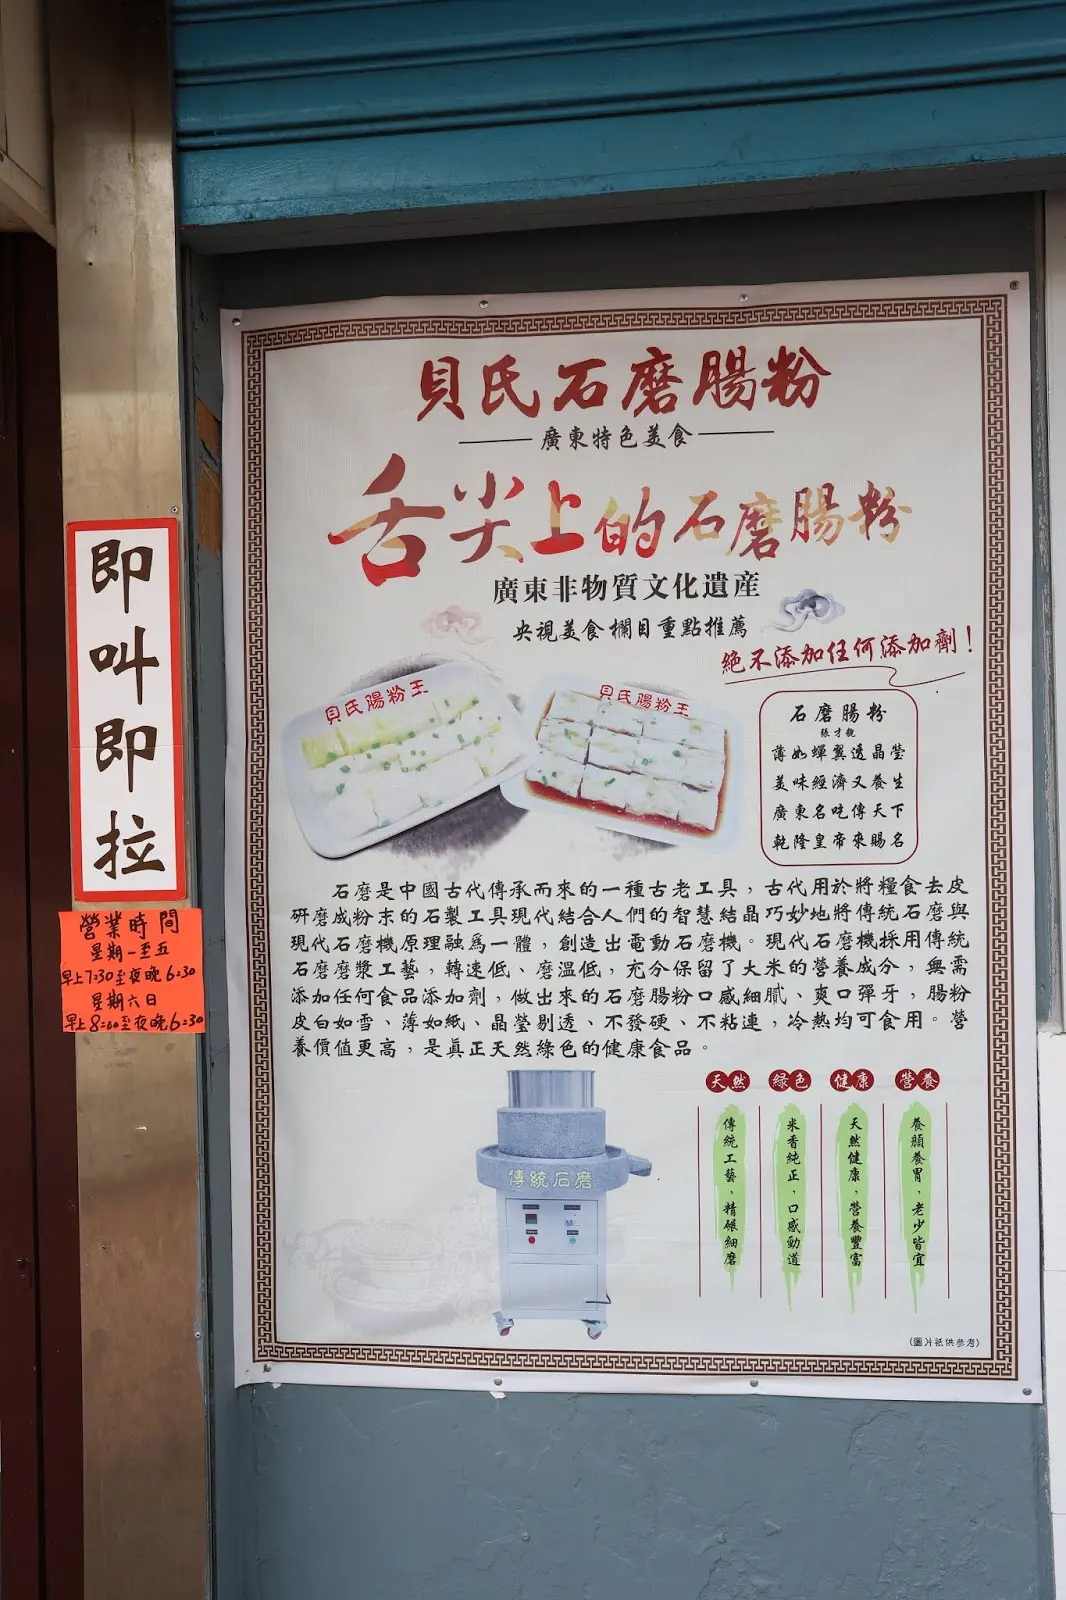 即叫即拉
營業時間
星期一至五
早上7:30至夜晚6:30
星期六日
早上8:00至夜晚6:30
貝氏石磨腸粉
廣東特色美食
舌尖上的石磨腸粉
廣東非物質文化遺産
央視美食欄目重點推薦
絕不添加任何添加劑！
貝氏腸粉王
貝氏腸粉王
石磨腸粉
薄如蟬翼透晶瑩
美味經濟又養生
廣東名吃傳天下
乾隆皇帝來賜名
石磨是中國古代傳承而來的一種古老工具，古代用於將糧食去皮
研磨成粉末的石製工具現代結合人們的智慧結晶巧妙地將傳統石磨與
現代石磨機原理融爲一體，創造出電動石磨機。現代石磨機採用傳統
石磨磨漿工藝，轉速低、磨溫低，充分保留了大米的營養成分，無需
添加任何食品添加劑，做出來的石磨腸粉口感細膩、爽口彈牙，腸粉
皮白如雪、薄如紙、晶瑩剔透、不發硬、不粘連，冷熱均可食用。營
養價值更高，是真正天然綠色的健康食品。
傳統石磨
天然
傳統工藝，精碾細磨
綠色
米香純正，口感勁道
健康
天然健康，營養豐富
營養
養顏養胃，老少皆宜
(圖片祇供參考)